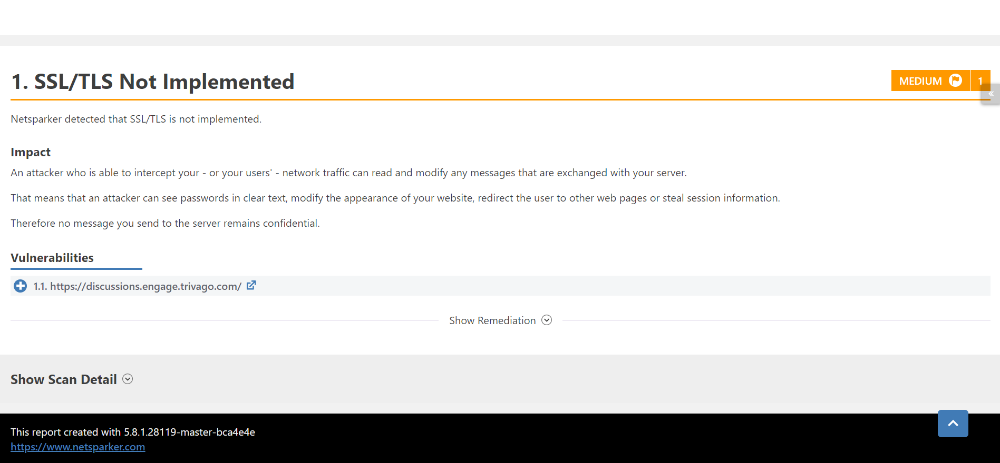 1. SSL/TLS Not Implemented
MEDIUM 1
«
Netsparker detected that SSL/TLS is not implemented.
Impact
An attacker who is able to intercept your - or your users' - network traffic can read and modify any messages that are exchanged with your server.
That means that an attacker can see passwords in clear text, modify the appearance of your website, redirect the user to other web pages or steal session information.
Therefore no message you send to the server remains confidential.
Vulnerabilities
1.1. https://discussions.engage.trivago.com/
Show Remediation
Show Scan Detail
This report created with 5.8.1.28119-master-bca4e4e
https://www.netsparker.com